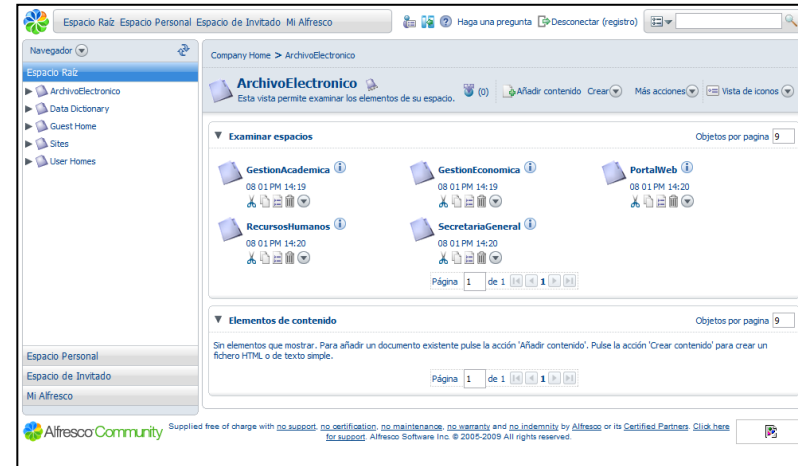 Espacio Raíz Espacio Personal Espacio de Invitado Mi Alfresco Haga una pregunta Desconectar (registro)
Navegador
Company Home > ArchivoElectronico
Espacio Raíz
ArchivoElectronico
Data Dictionary
Guest Home
Sites
User Homes
ArchivoElectronico
Esta vista permite examinar los elementos de su espacio.
(0) Añadir contenido Crear Más acciones Vista de iconos
Examinar espacios Objetos por pagina 9
GestionAcademica GestionEconomica PortalWeb
08 01 PM 14:19 08 01 PM 14:19 08 01 PM 14:20
RecursosHumanos SecretariaGeneral
08 01 PM 14:20 08 01 PM 14:20
Página 1 de 1 1
Elementos de contenido Objetos por pagina 9
Sin elementos que mostrar. Para añadir un documento existente pulse la acción 'Añadir contenido'. Pulse la acción 'Crear contenido' para crear un
fichero HTML o de texto simple.
Página 1 de 1 1
Espacio Personal
Espacio de Invitado
Mi Alfresco
Alfresco Community
Supplied free of charge with no support, no certification, no maintenance, no warranty and no indemnity by Alfresco or its Certified Partners. Click here
for support. Alfresco Software Inc. © 2005-2009 All rights reserved.